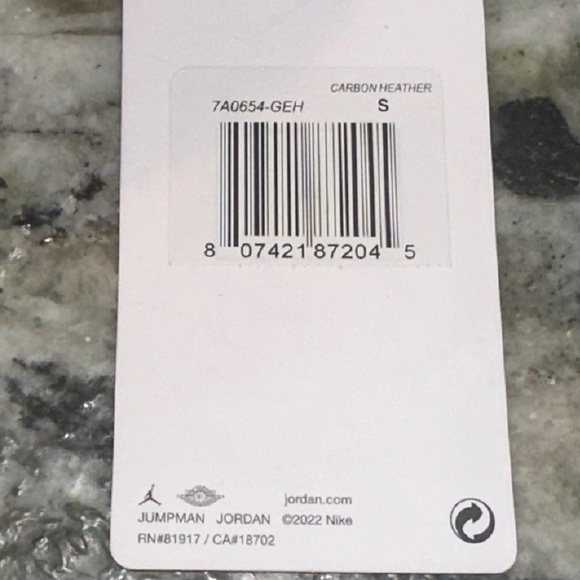 CARBON HEATHER
7A0654-GEH S
8 07421 87204 5
jordan.com
JUMPMAN JORDAN ©2022 Nike
RN#81917 / CA#18702